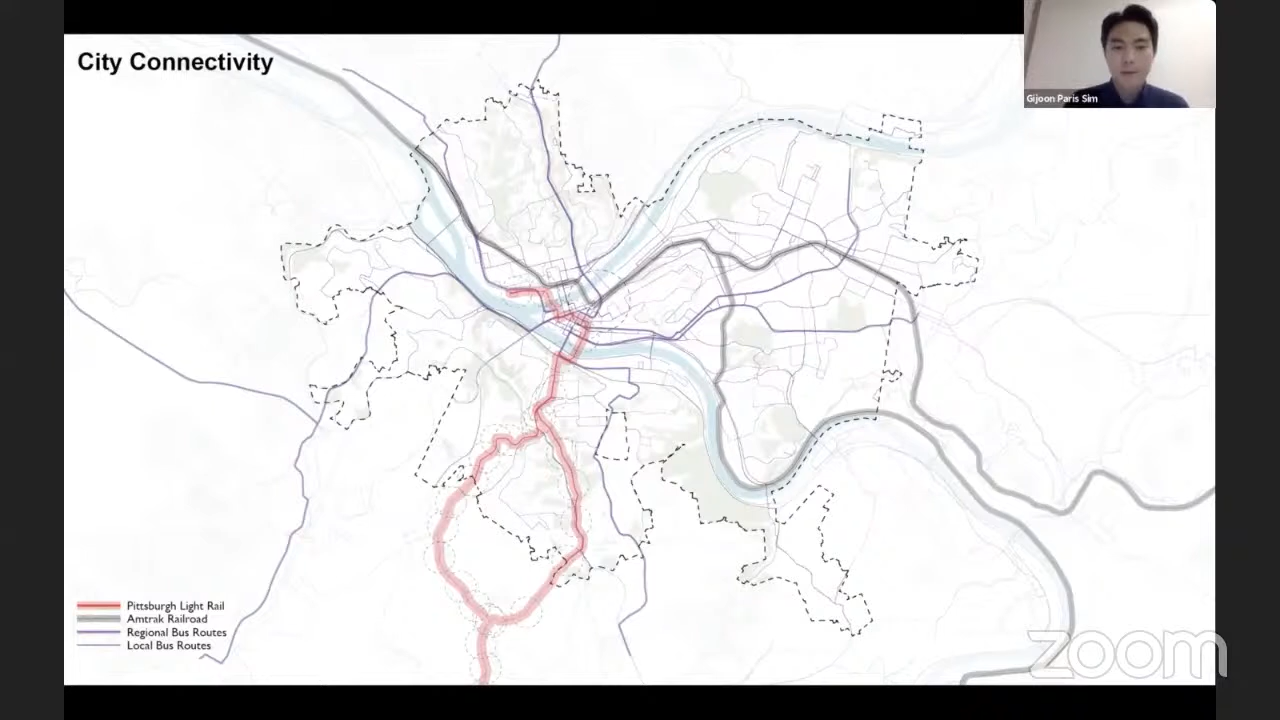 City Connectivity
Gijoon Paris Sim
Pittsburgh Light Rail
Amtrak Railroad
Regional Bus Routes
Local Bus Routes
zoom